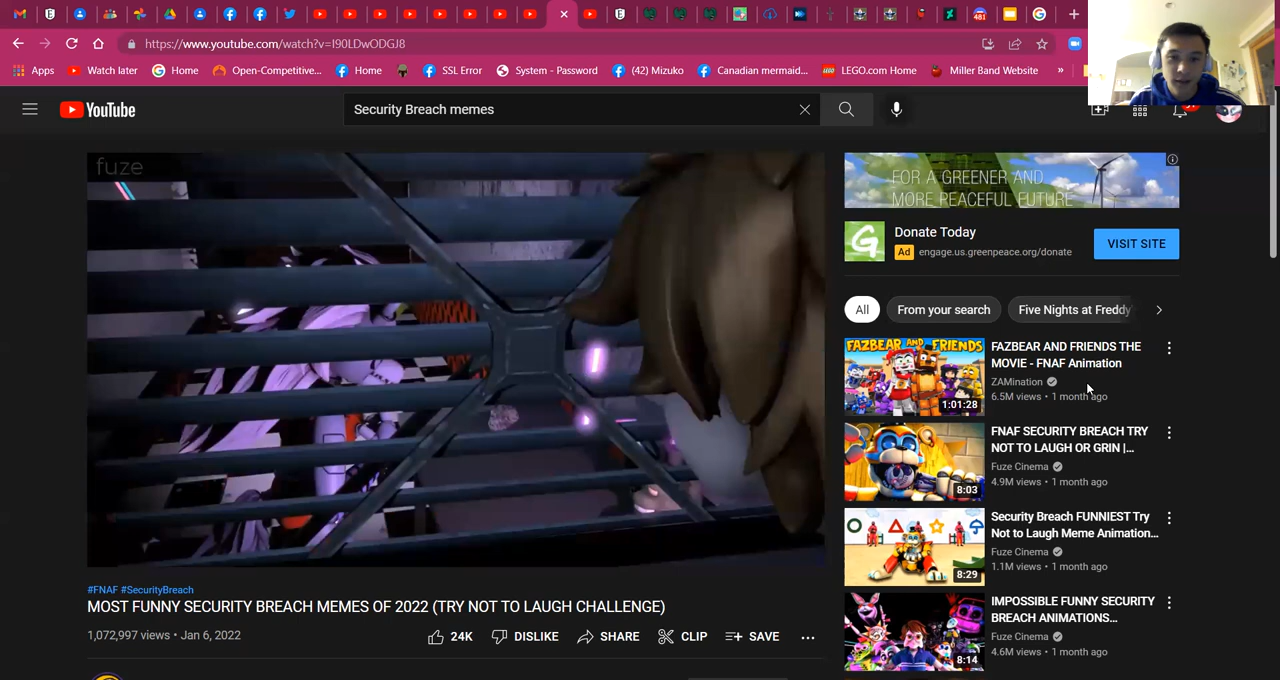 481
https://www.youtube.com/watch?v=I90LDwODGJ8
Apps
Watch later
Home
Open-Competitive...
Home
SSL Error
System - Password
(42) Mizuko
Canadian mermaid...
LEGO.com Home
Miller Band Website
»
YouTube
Security Breach memes
fuze
FOR A GREENER AND
MORE PEACEFUL FUTURE
Donate Today
Ad engage.us.greenpeace.org/donate
VISIT SITE
All
From your search
Five Nights at Freddy
FAZBEAR AND FRIENDS
1:01:28
FAZBEAR AND FRIENDS THE
MOVIE - FNAF Animation
ZAMination
6.5M views • 1 month ago
8:03
FNAF SECURITY BREACH TRY
NOT TO LAUGH OR GRIN |...
Fuze Cinema
4.9M views • 1 month ago
8:29
Security Breach FUNNIEST Try
Not to Laugh Meme Animation...
Fuze Cinema
1.1M views • 1 month ago
8:14
IMPOSSIBLE FUNNY SECURITY
BREACH ANIMATIONS...
Fuze Cinema
4.6M views • 1 month ago
#FNAF #SecurityBreach
MOST FUNNY SECURITY BREACH MEMES OF 2022 (TRY NOT TO LAUGH CHALLENGE)
1,072,997 views • Jan 6, 2022
24K
DISLIKE
SHARE
CLIP
SAVE